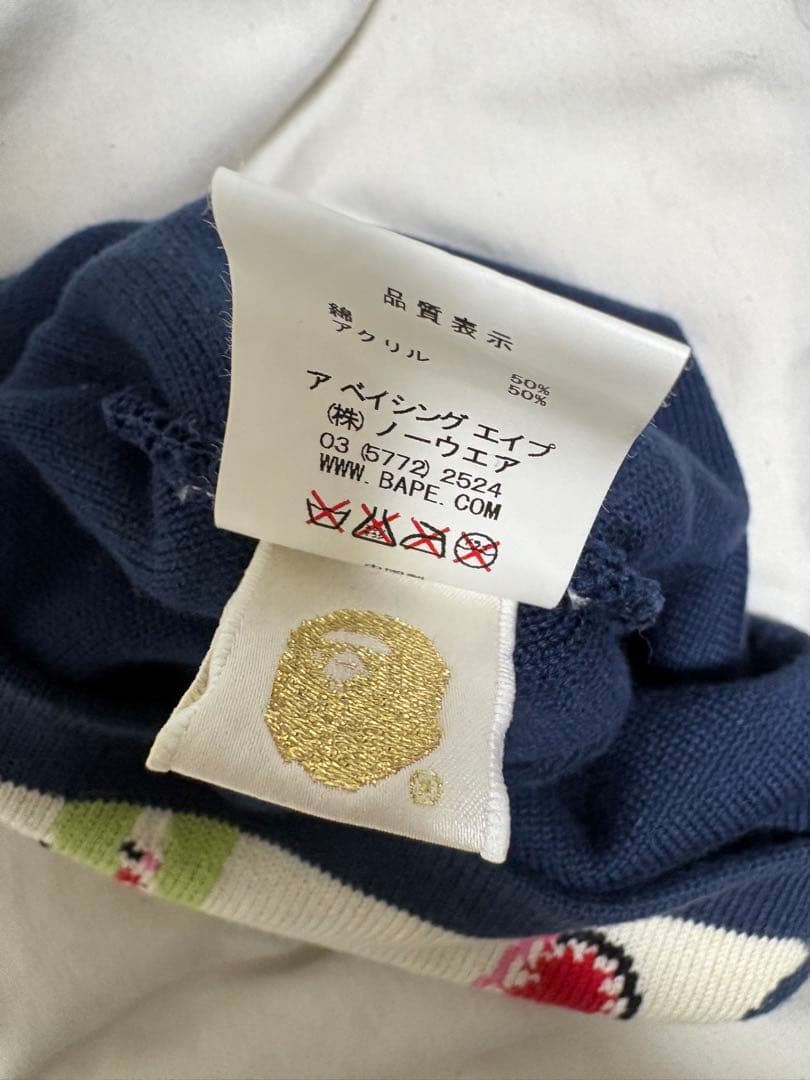 品質表示
綿 50%
アクリル 50%
ア ベイシング エイプ
(株) ノーウエア
03 (5772) 2524
WWW. BAPE. COM